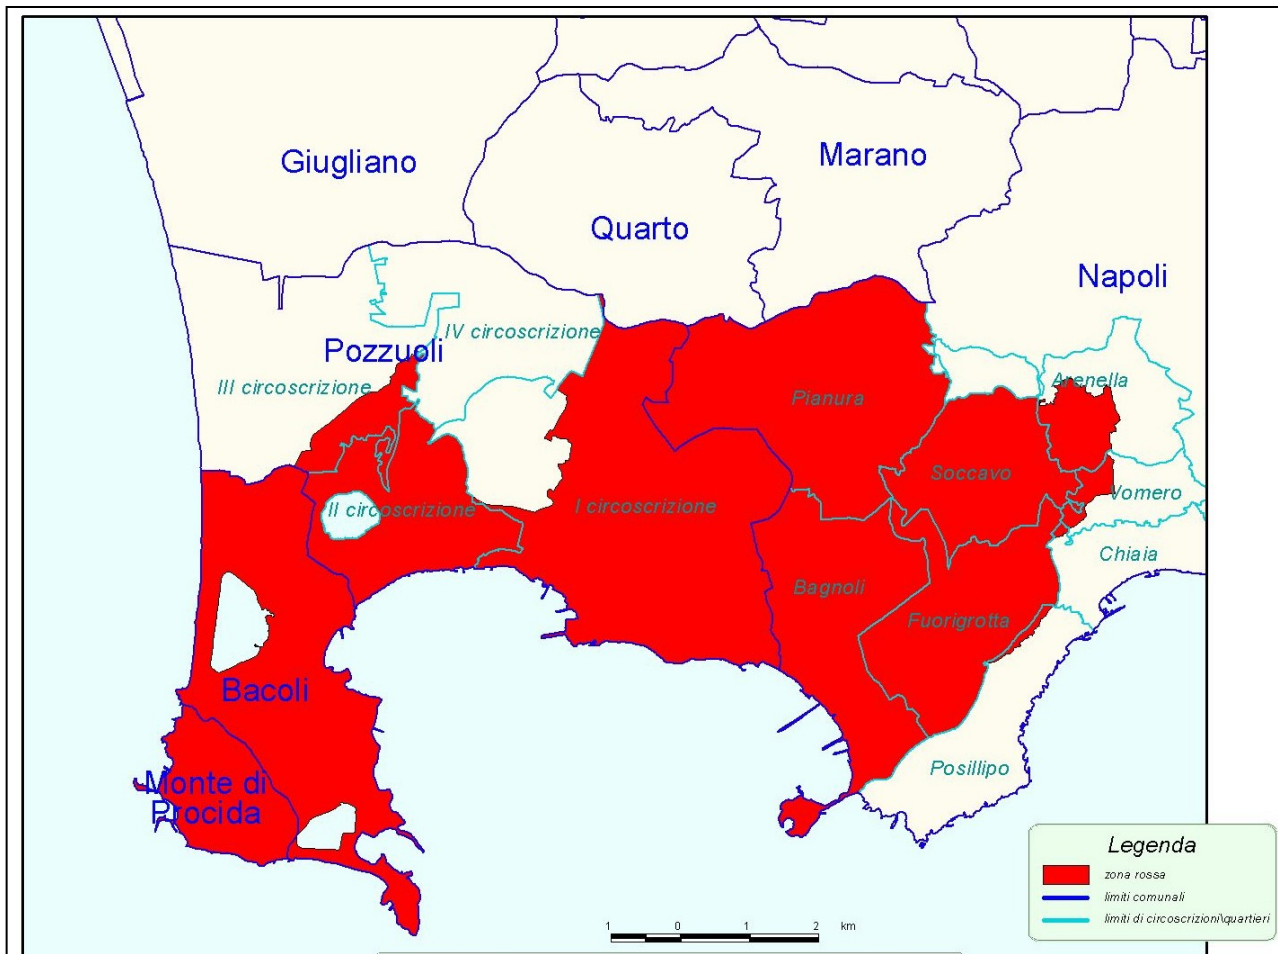 Giugliano
Marano
Quarto
Napoli
IV circoscrizione
Pozzuoli
III circoscrizione
Arenella
Pianura
Soccavo
Vomero
II circoscrizione
I circoscrizione
Chiaia
Bagnoli
Fuorigrotta
Bacoli
Posillipo
Monte di
Procida
Legenda
zona rossa
limiti comunali
limiti di circoscrizioni\quartieri
1 0 1 2 km